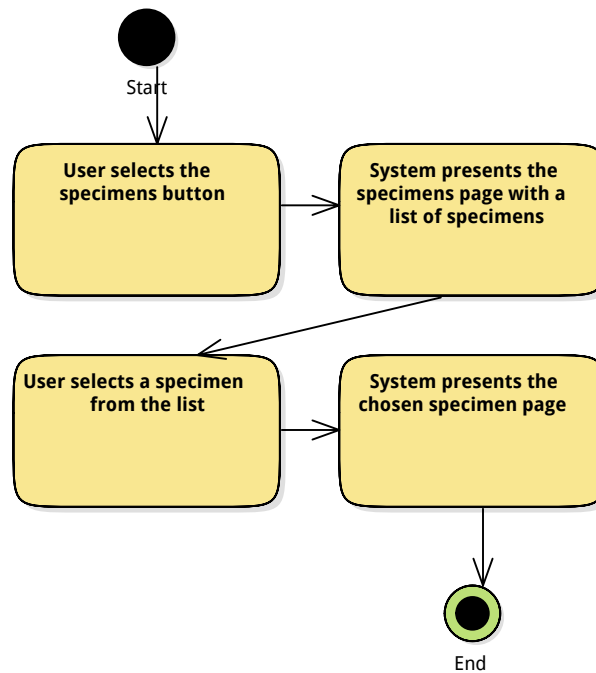 Start
User selects the
specimens button
System presents the
specimens page with a
list of specimens
User selects a specimen
from the list
System presents the
chosen specimen page
End